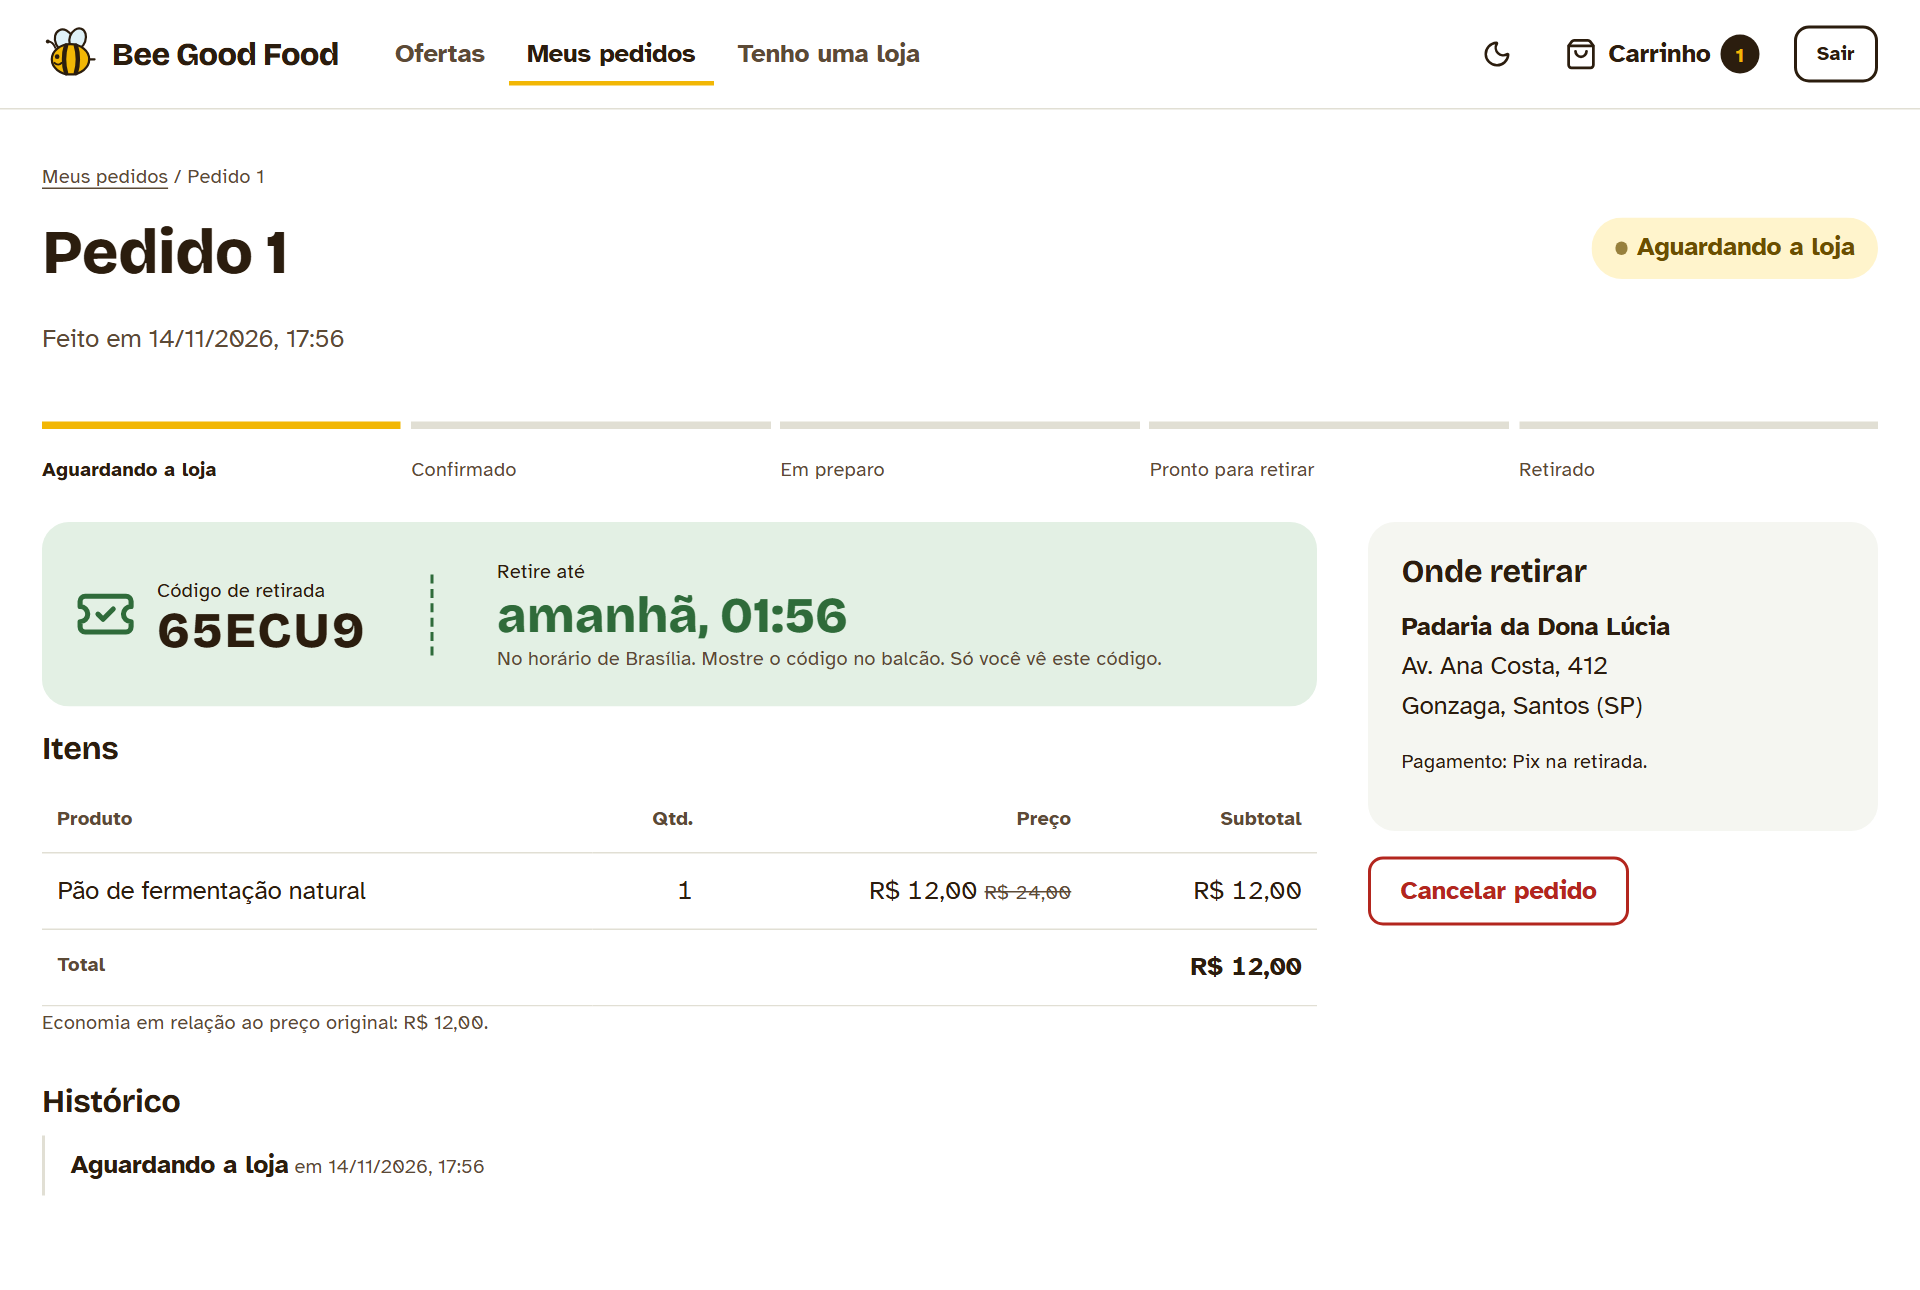 Bee Good Food
Ofertas
Meus pedidos
Tenho uma loja
Carrinho 1
Sair
Meus pedidos / Pedido 1
Pedido 1
Aguardando a loja
Feito em 14/11/2026, 17:56
Aguardando a loja
Confirmado
Em preparo
Pronto para retirar
Retirado
Código de retirada
65ECU9
Retire até
amanhã, 01:56
No horário de Brasília. Mostre o código no balcão. Só você vê este código.
Onde retirar
Padaria da Dona Lúcia
Av. Ana Costa, 412
Gonzaga, Santos (SP)
Pagamento: Pix na retirada.
Cancelar pedido
Itens
Produto Qtd. Preço Subtotal
Pão de fermentação natural 1 R$ 12,00 R$ 24,00 R$ 12,00
Total R$ 12,00
Economia em relação ao preço original: R$ 12,00.
Histórico
Aguardando a loja em 14/11/2026, 17:56